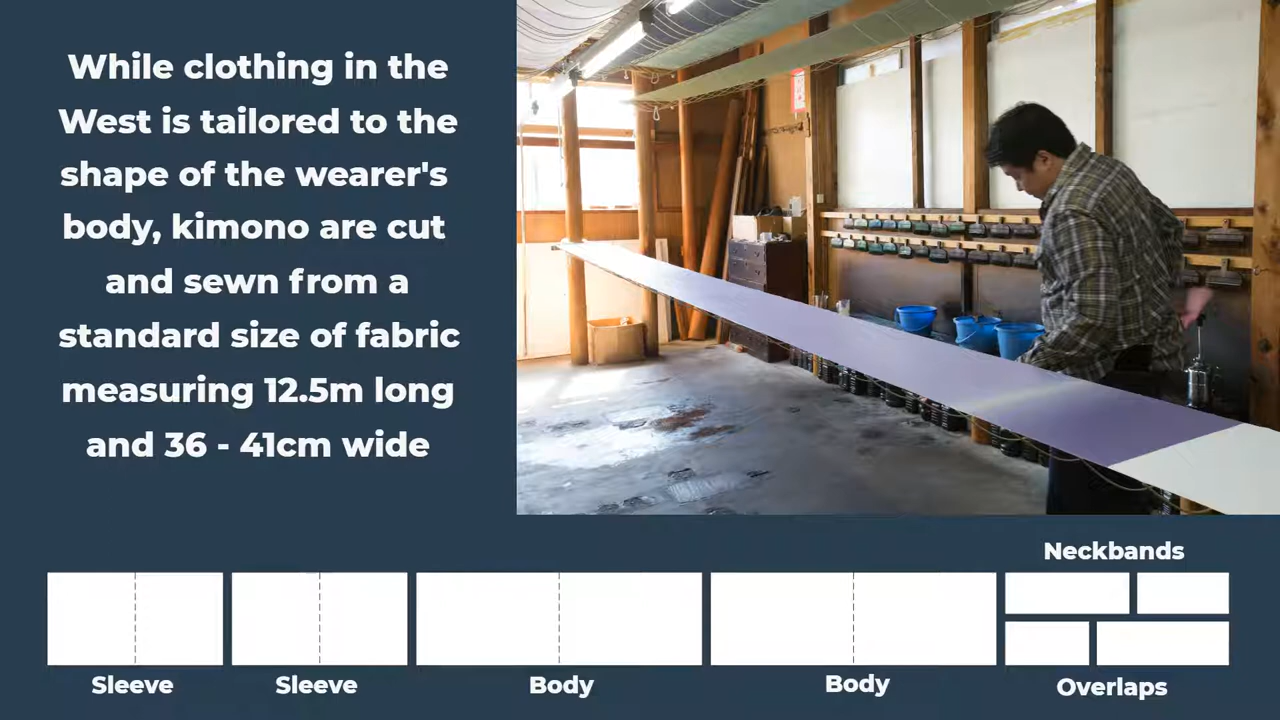 While clothing in the
West is tailored to the
shape of the wearer's
body, kimono are cut
and sewn from a
standard size of fabric
measuring 12.5m long
and 36 - 41cm wide
Neckbands
Sleeve
Sleeve
Body
Body
Overlaps